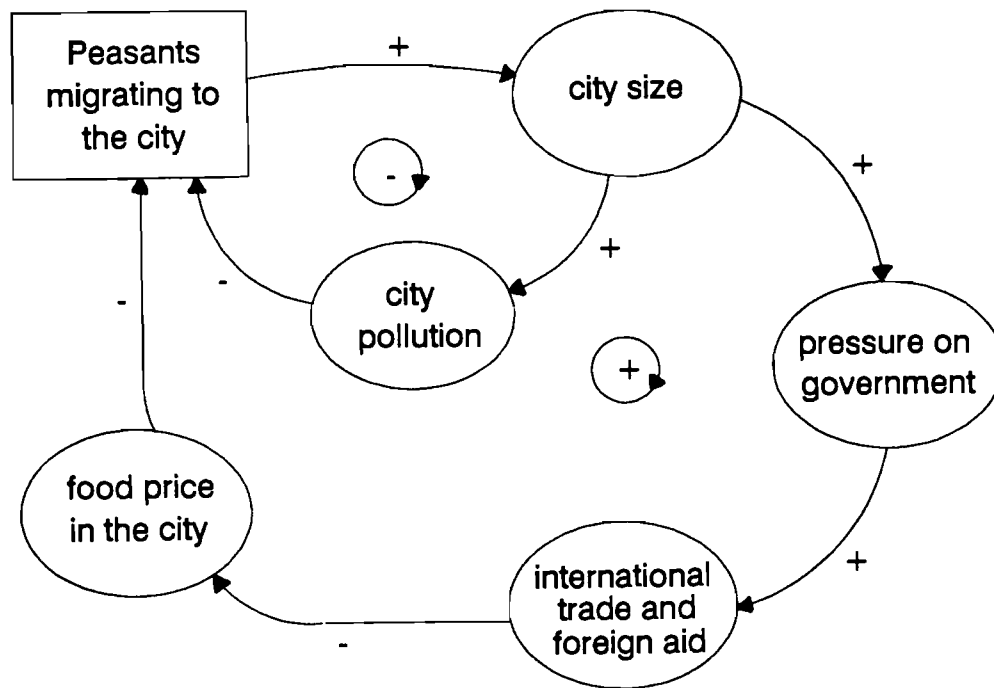 Peasants
migrating to
the city
+
city size
+
-
+
city
pollution
-
-
+
pressure on
government
food price
in the city
+
international
trade and
foreign aid
-